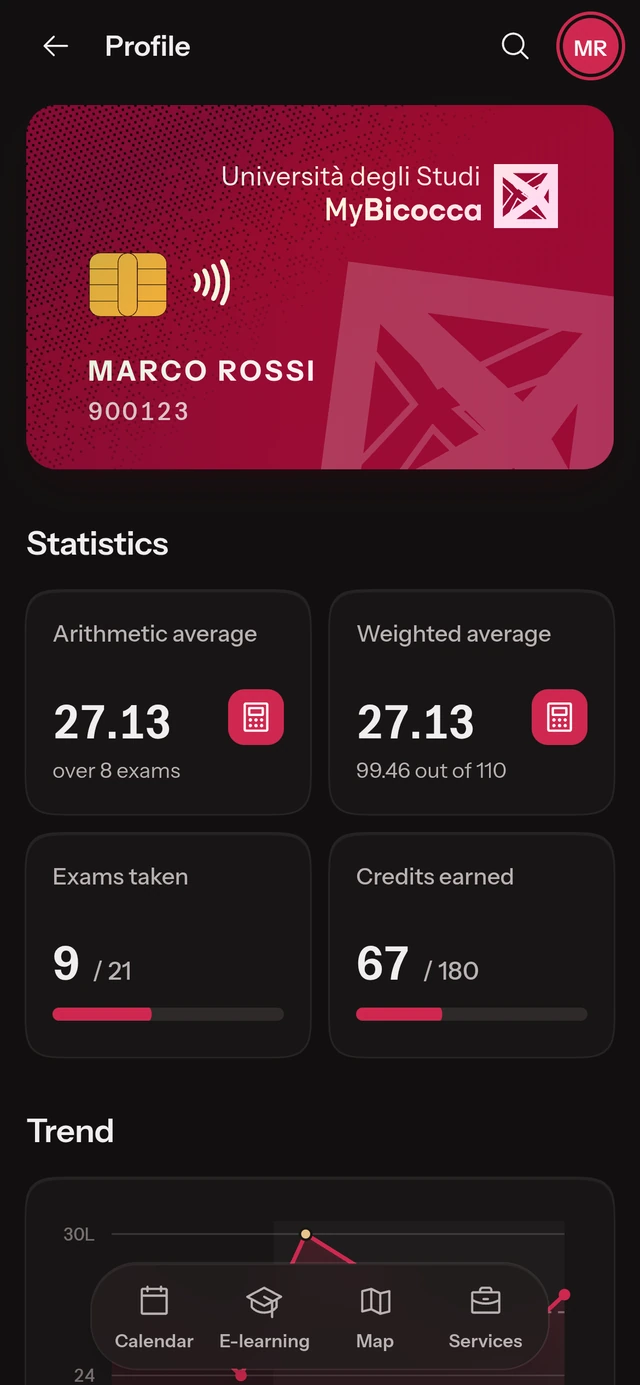 Profile
MR
Università degli Studi
MyBicocca
MARCO ROSSI
900123
Statistics
Arithmetic average
27.13
over 8 exams
Weighted average
27.13
99.46 out of 110
Exams taken
9 / 21
Credits earned
67 / 180
Trend
30L
Calendar
E-learning
Map
Services
24